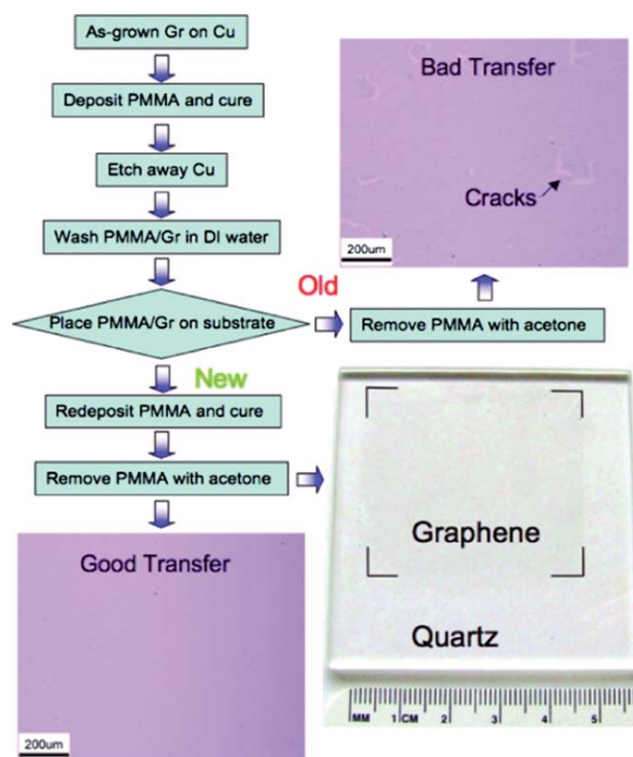 As-grown Gr on Cu
Deposit PMMA and cure
Etch away Cu
Wash PMMA/Gr in DI water
Place PMMA/Gr on substrate
Old
Remove PMMA with acetone
Bad Transfer
Cracks
200um
New
Redeposit PMMA and cure
Remove PMMA with acetone
Good Transfer
200um
Graphene
Quartz
MM 1 CM 2 3 4 5